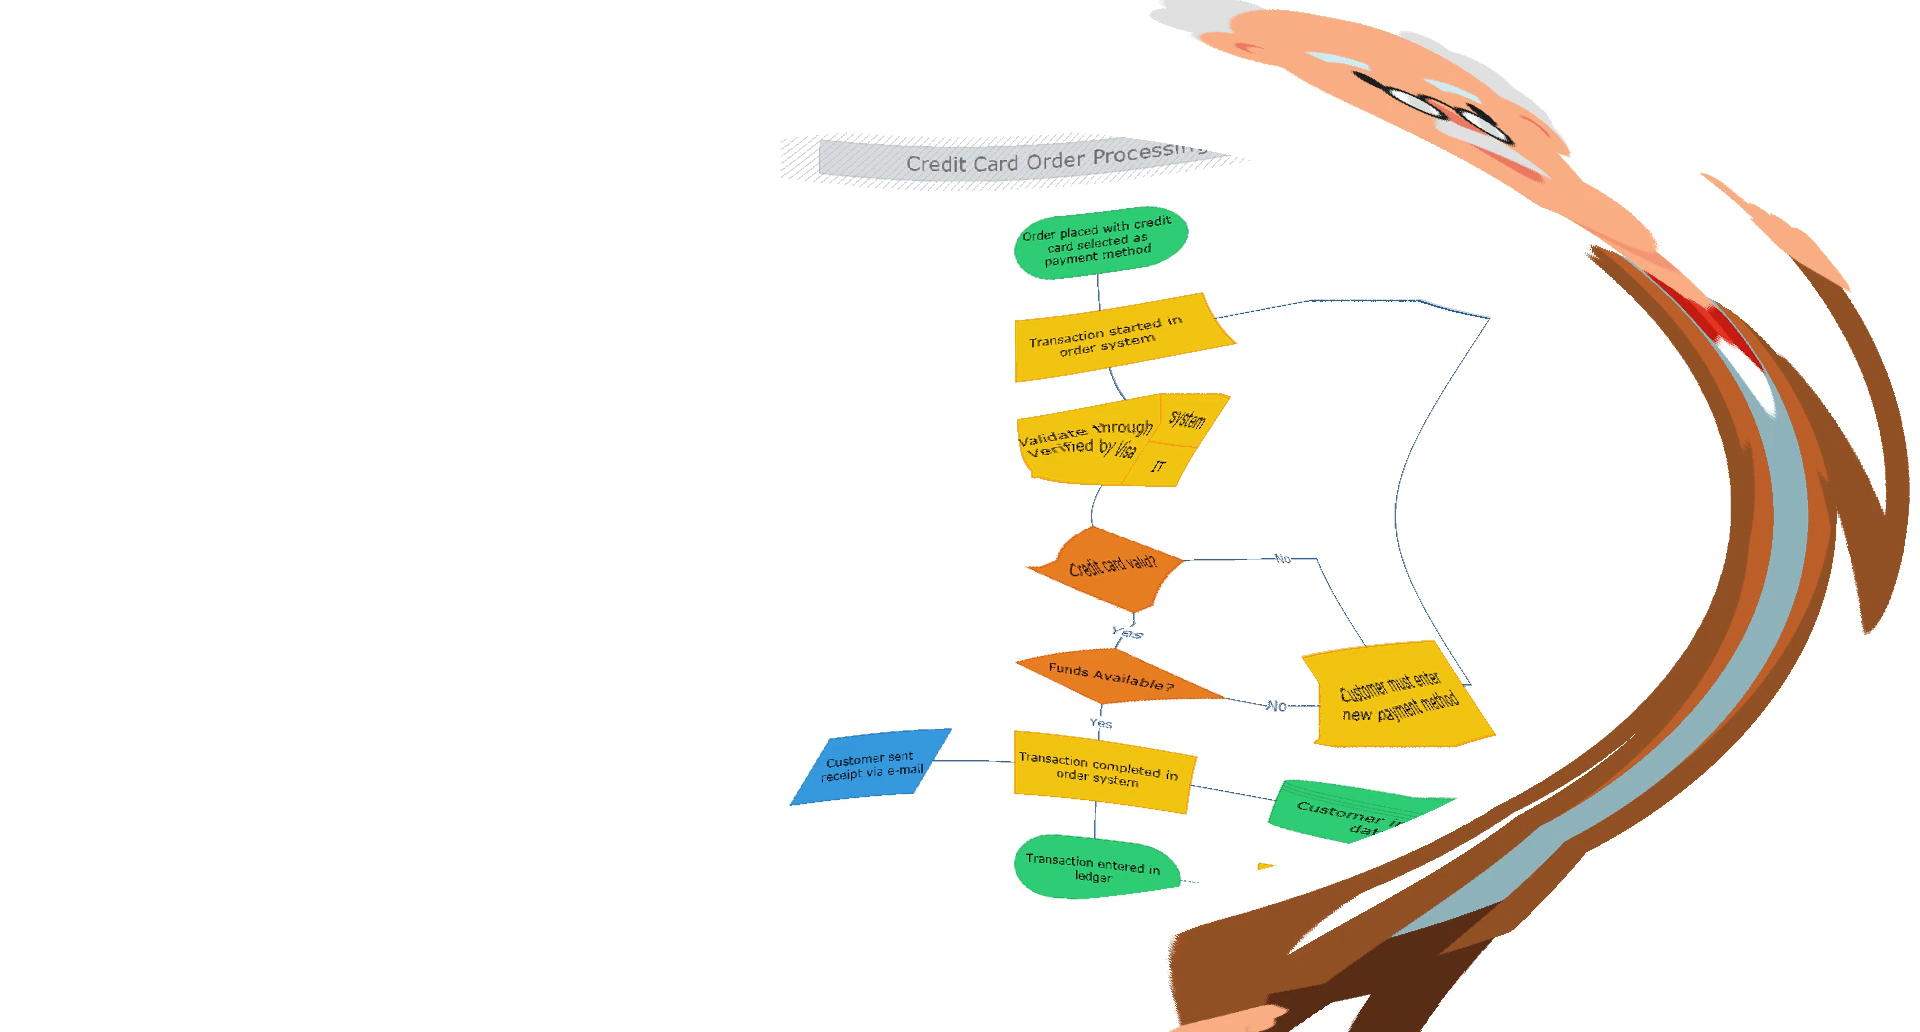 Credit Card Order Processing
Order placed with credit
card selected as
payment method
Transaction started in
order system
Validate through
Verified by Visa
System
IT
Credit card valid?
No
Yes
Funds Available?
No
Customer must enter
new payment method
Yes
Customer sent
receipt via e-mail
Transaction completed in
order system
Customer
Transaction entered in
ledger